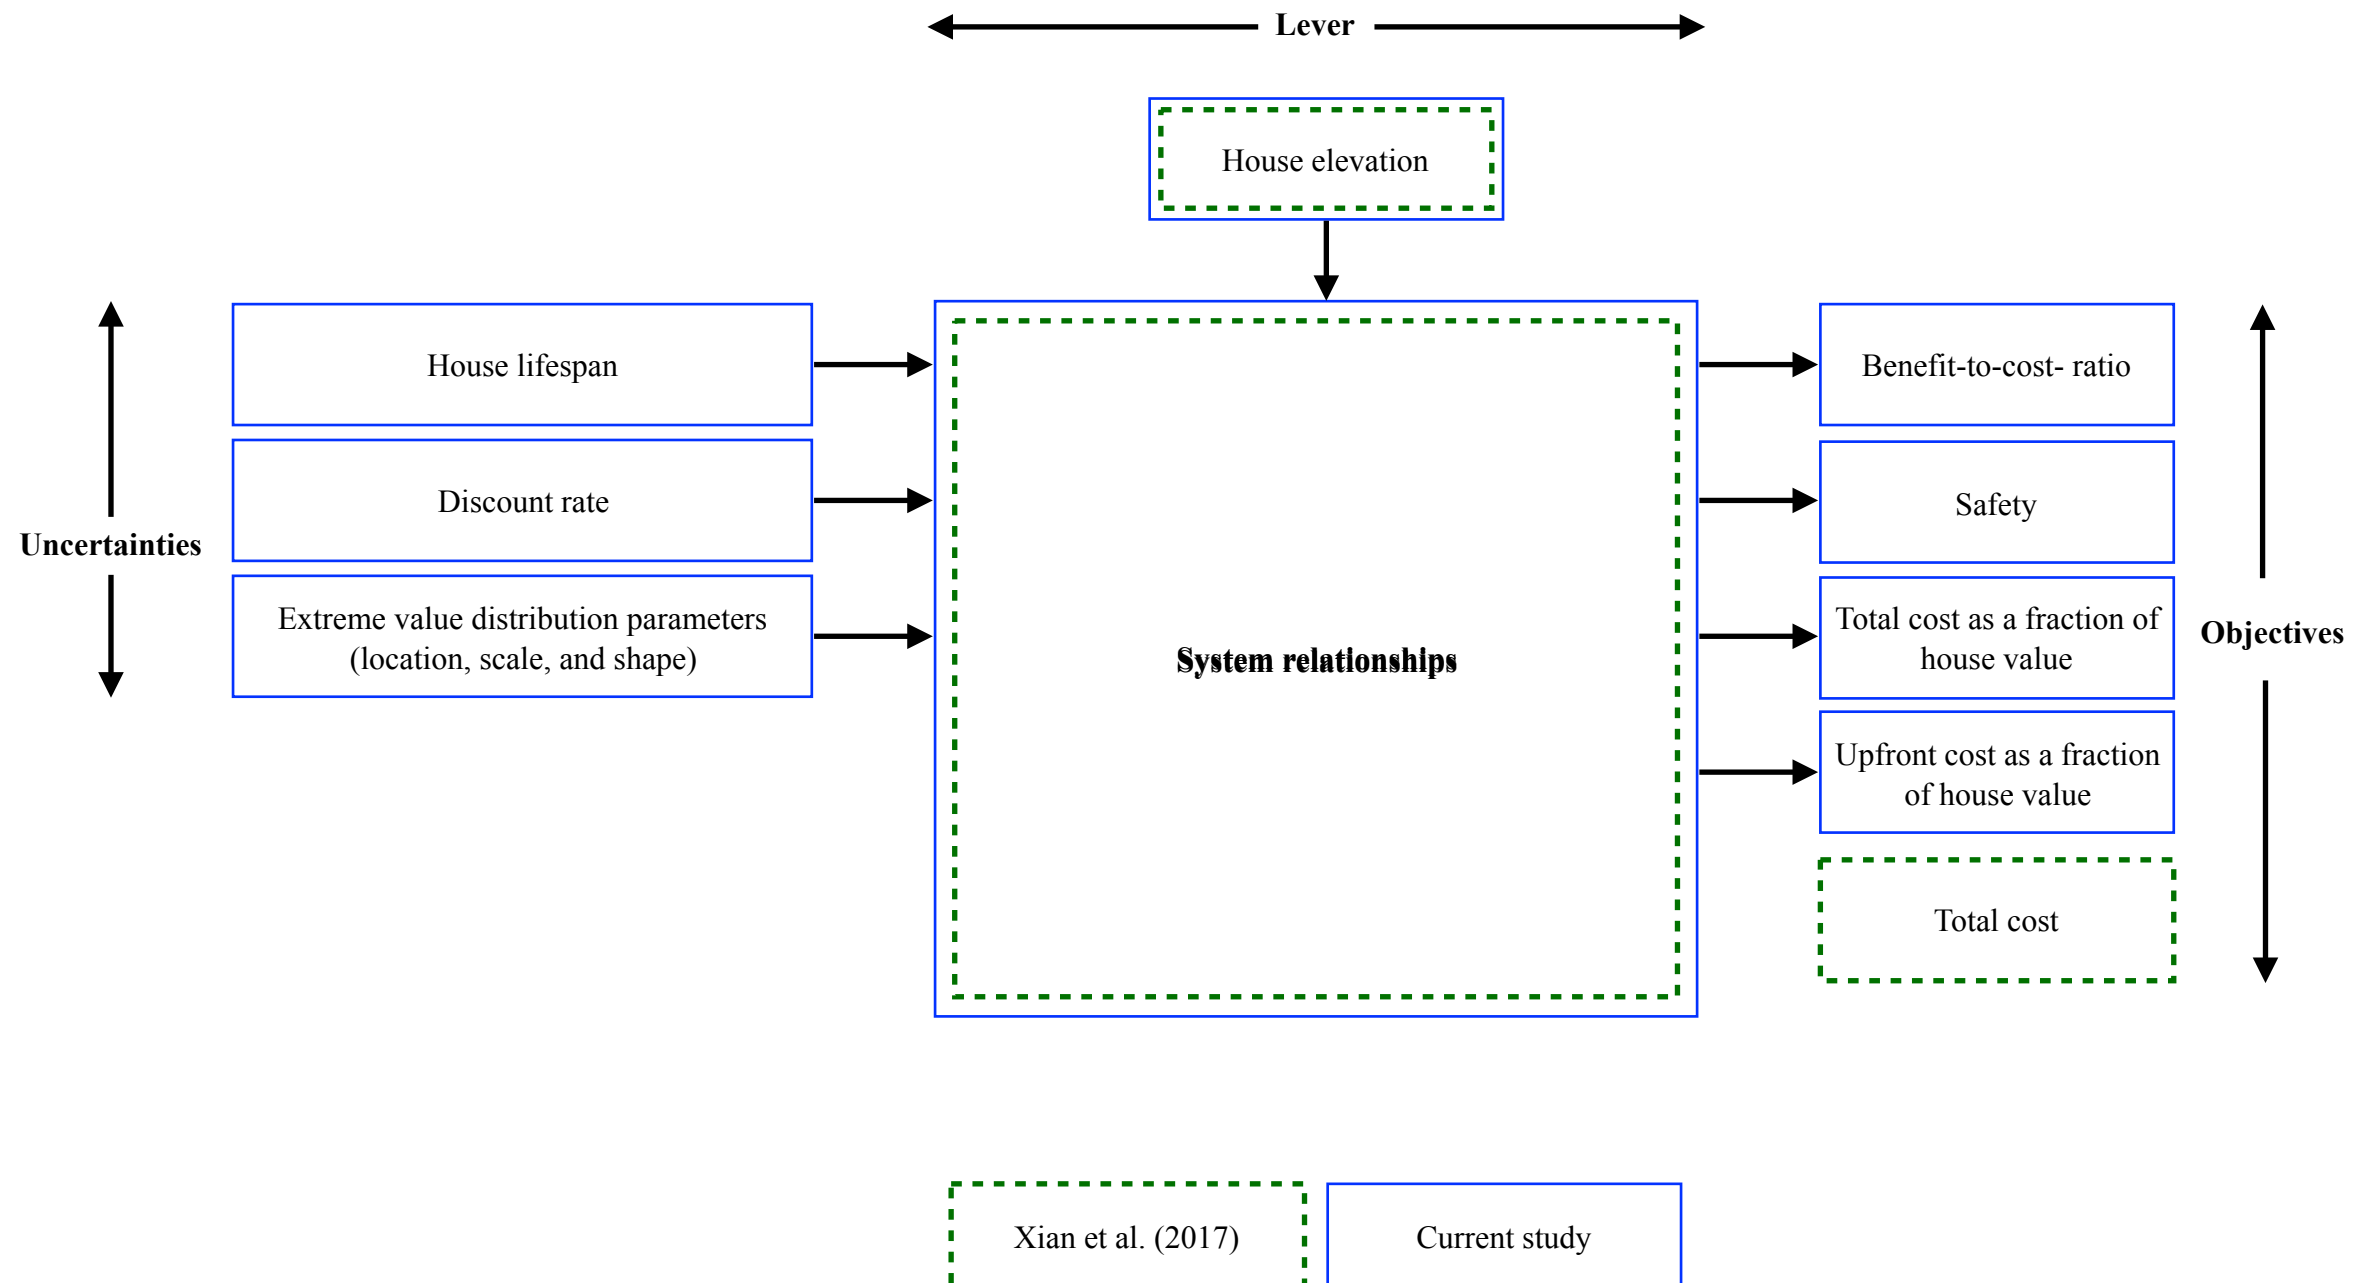 Lever
House elevation
House lifespan
Discount rate
Uncertainties
Extreme value distribution parameters
(location, scale, and shape)
System relationships
Benefit-to-cost- ratio
Safety
Total cost as a fraction of
house value
Objectives
Upfront cost as a fraction
of house value
Total cost
Xian et al. (2017)
Current study